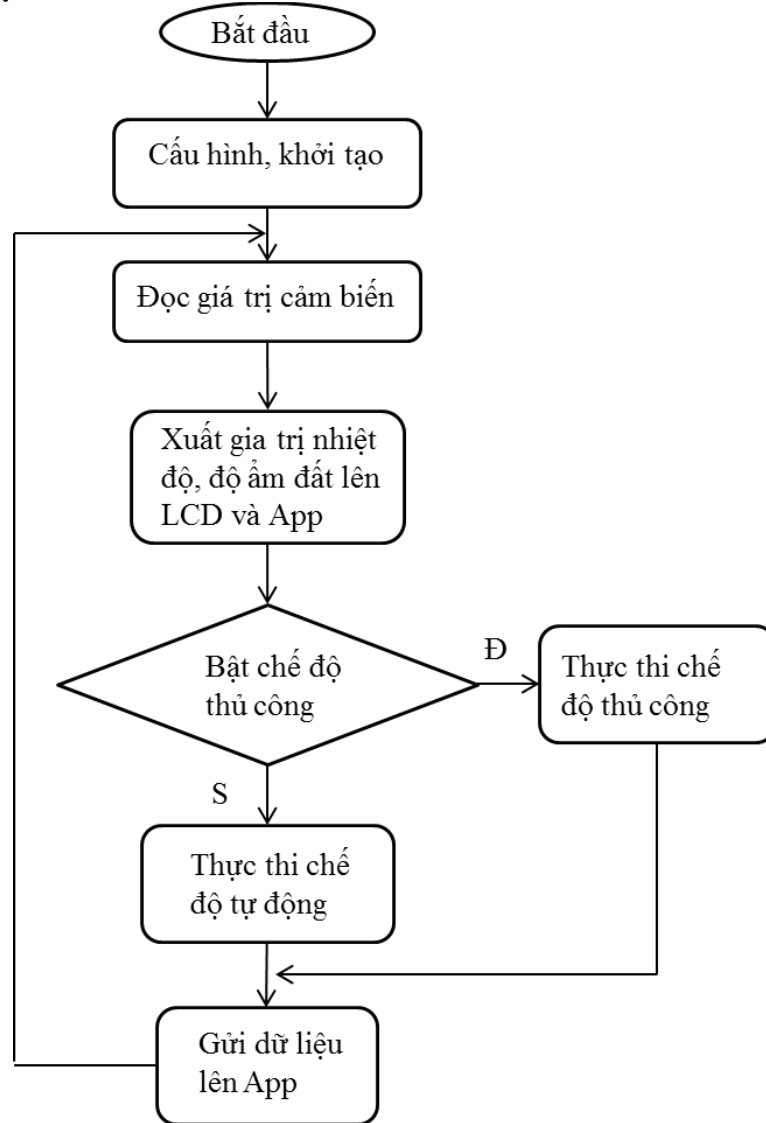 Bắt đầu
Cấu hình, khởi tạo
Đọc giá trị cảm biến
Xuất gia trị nhiệt
độ, độ ẩm đất lên
LCD và App
Bật chế độ
thủ công
Đ
Thực thi chế
độ thủ công
S
Thực thi chế
độ tự động
Gửi dữ liệu
lên App